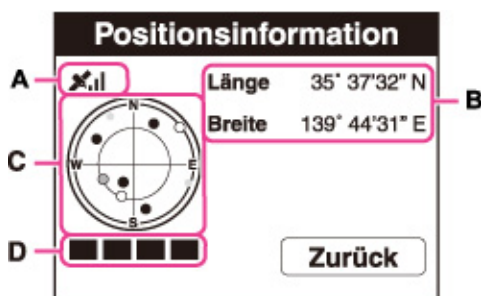 Positionsinformation
A
Länge 35° 37'32" N
B
Breite 139° 44'31" E
N
C
W E
S
D
Zurück